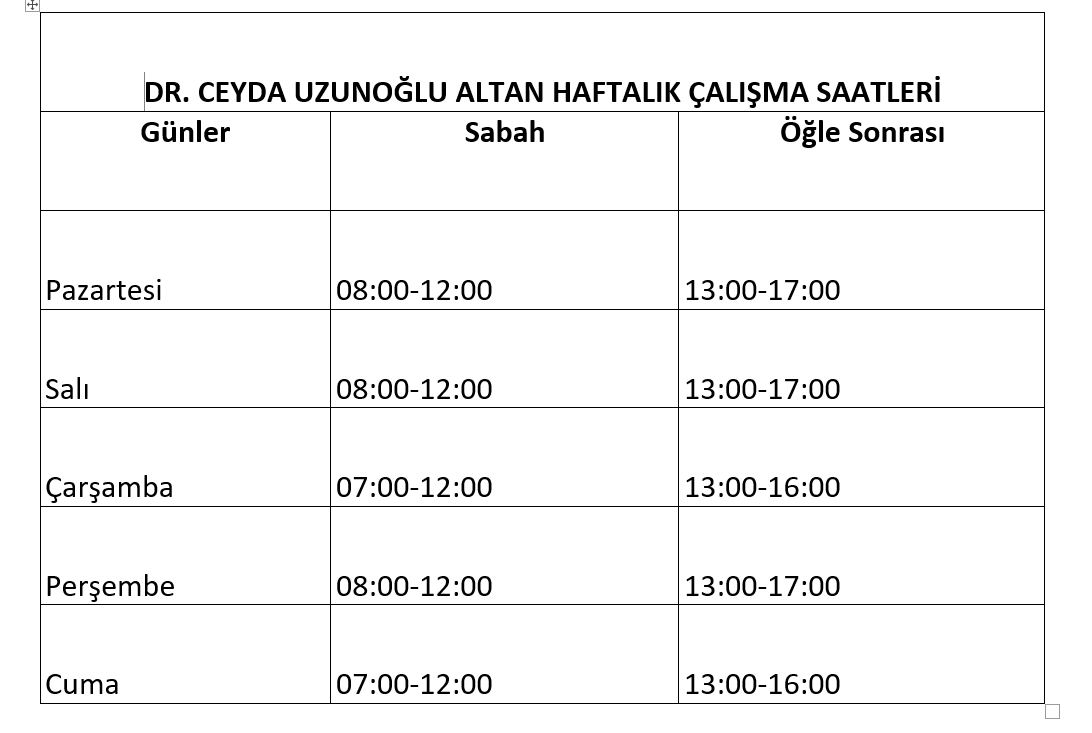 DR. CEYDA UZUNOĞLU ALTAN HAFTALIK ÇALIŞMA SAATLERİ
Günler Sabah Öğle Sonrası
Pazartesi 08:00-12:00 13:00-17:00
Salı 08:00-12:00 13:00-17:00
Çarşamba 07:00-12:00 13:00-16:00
Perşembe 08:00-12:00 13:00-17:00
Cuma 07:00-12:00 13:00-16:00